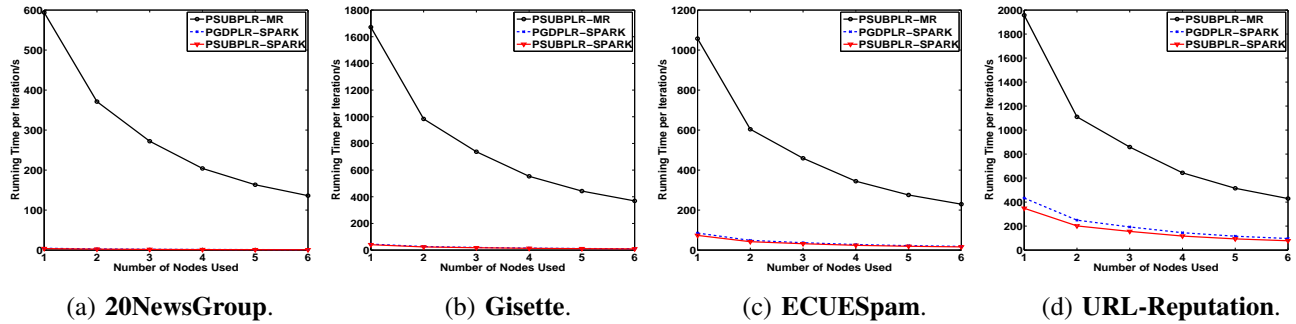 600
500
400
300
200
100
0
Running Time per Iteration/s
PSUBPLR-MR
PGDPLR-SPARK
PSUBPLR-SPARK
1 2 3 4 5 6
Number of Nodes Used
(a) 20NewsGroup.
1800
1600
1400
1200
1000
800
600
400
200
0
Running Time per Iteration/s
PSUBPLR-MR
PGDPLR-SPARK
PSUBPLR-SPARK
1 2 3 4 5 6
Number of Nodes Used
(b) Gisette.
1200
1000
800
600
400
200
0
Running Time per Iteration/s
PSUBPLR-MR
PGDPLR-SPARK
PSUBPLR-SPARK
1 2 3 4 5 6
Number of Nodes Used
(c) ECUESpam.
2000
1800
1600
1400
1200
1000
800
600
400
200
0
Running Time per Iteration/s
PSUBPLR-MR
PGDPLR-SPARK
PSUBPLR-SPARK
1 2 3 4 5 6
Number of Nodes Used
(d) URL-Reputation.